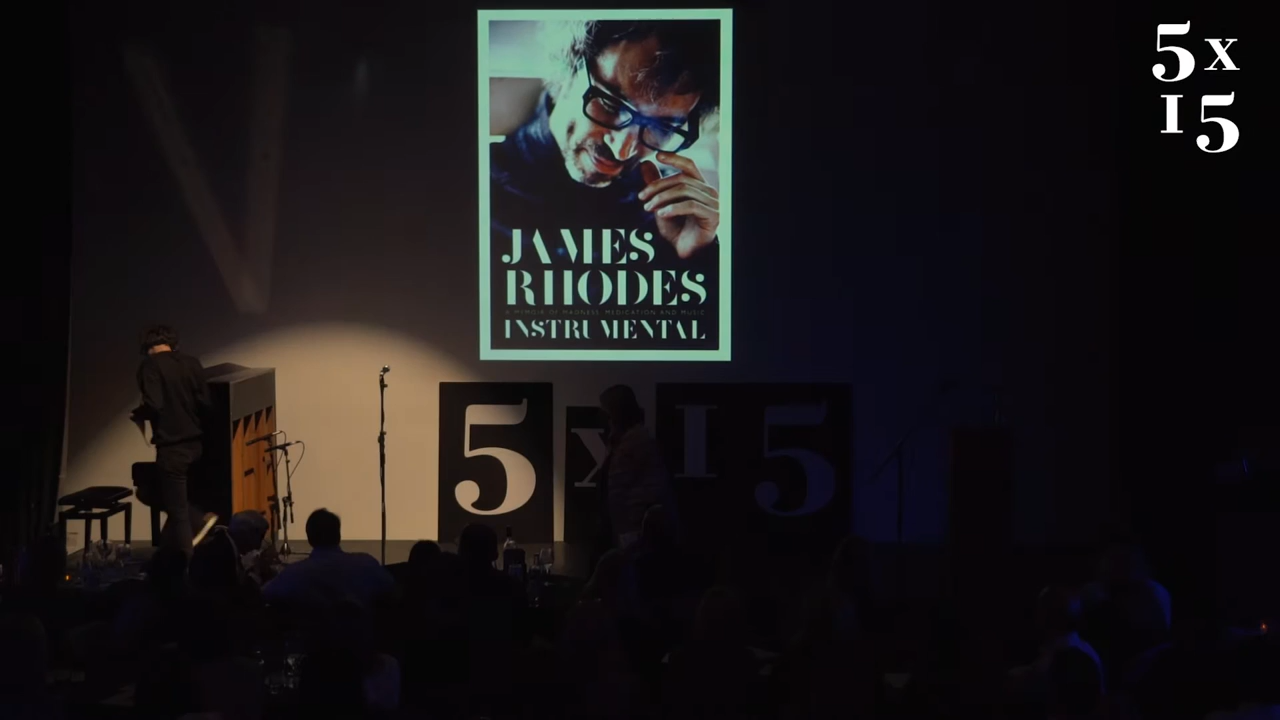 5x
15
JAMES
RHODES
A MEMOIR OF MADNESS, MEDICATION AND MUSIC
INSTRUMENTAL
5x15